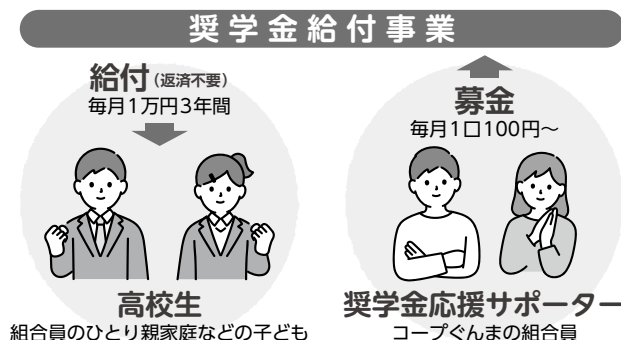 奨学金給付事業
給付(返済不要)
毎月1万円3年間
高校生
組合員のひとり親家庭などの子ども
募金
毎月1口100円〜
奨学金応援サポーター
コープぐんまの組合員